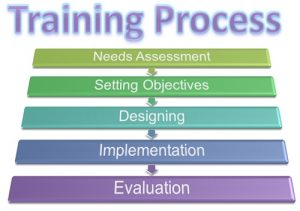 Training Process
Needs Assessment
Setting Objectives
Designing
Implementation
Evaluation